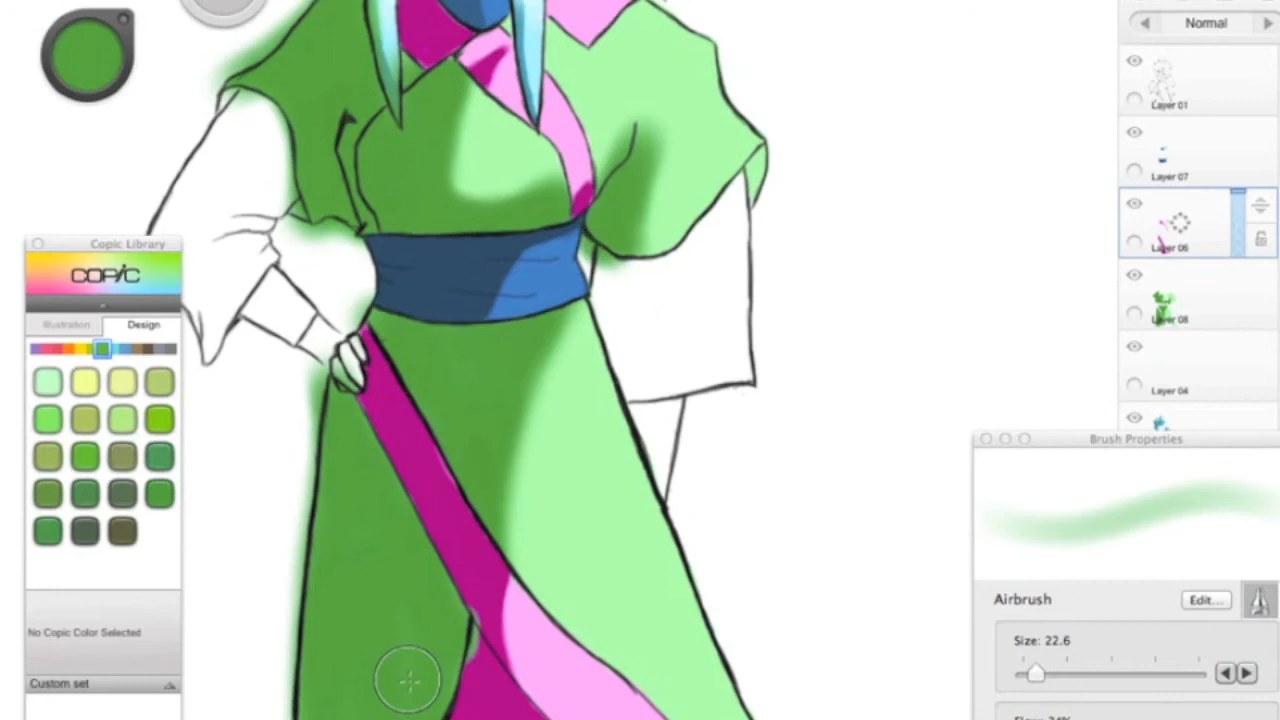 Normal
Layer 01
Layer 07
Layer 06
Layer 08
Layer 04
Copic Library
COPIC
Illustration
Design
No Copic Color Selected
Custom set
Brush Properties
Airbrush
Edit...
Size: 22.6